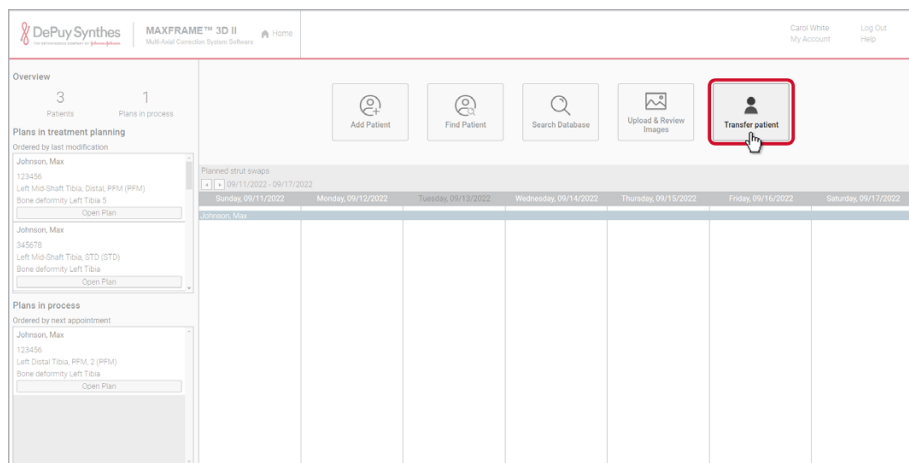 DePuy Synthes
THE ORTHOPAEDICS COMPANY OF Johnson & Johnson
MAXFRAME™ 3D II
Multi-Axial Correction System Software
Home
Carol White
My Account
Log Out
Help
Overview
3
Patients
1
Plans in process
Plans in treatment planning
Ordered by last modification
Johnson, Max
123456
Left Mid-Shaft Tibia, Distal, PFM (PFM)
Bone deformity Left Tibia 5
Open Plan
Johnson, Max
345678
Left Mid-Shaft Tibia, STD (STD)
Bone deformity Left Tibia
Open Plan
Plans in process
Ordered by next appointment
Johnson, Max
123456
Left Distal Tibia, PFM, 2 (PFM)
Bone deformity Left Tibia
Open Plan
Add Patient
Find Patient
Search Database
Upload & Review
Images
Transfer patient
Planned strut swaps
09/11/2022 - 09/17/2022
Sunday, 09/11/2022
Monday, 09/12/2022
Tuesday, 09/13/2022
Wednesday, 09/14/2022
Thursday, 09/15/2022
Friday, 09/16/2022
Saturday, 09/17/2022
Johnson, Max